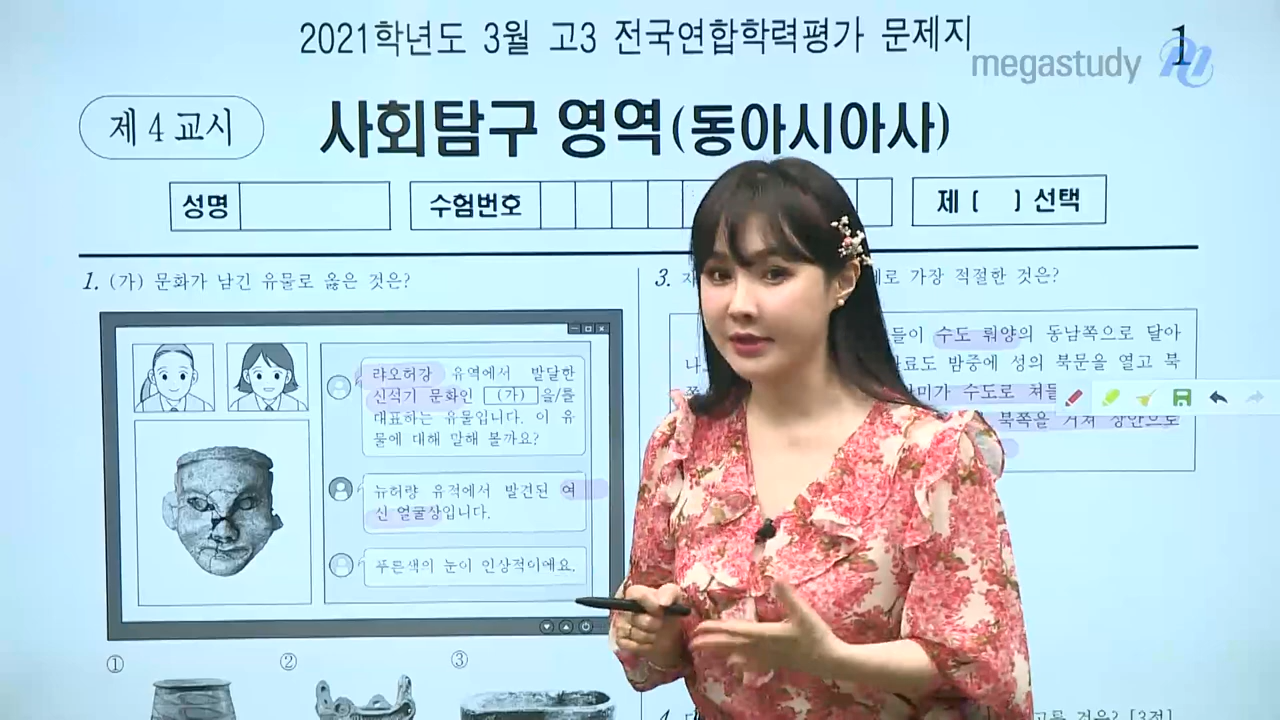 2021학년도 3월 고3 전국연합학력평가 문제지
1
megastudy
제 4 교시
사회탐구 영역(동아시아사)
성명
수험번호
제 [ ] 선택
1. (가) 문화가 남긴 유물로 옳은 것은?
랴오허강 유역에서 발달한
신석기 문화인 (가) 을/를
대표하는 유물입니다. 이 유
물에 대해 말해 볼까요?
뉴허량 유적에서 발견된 여
신 얼굴상입니다.
푸른색의 눈이 인상적이에요.
① ② ③
3.
로 가장 적절한 것은?
들이 수도 뤄양의 동남쪽으로 달아
나
료도 밤중에 성의 북문을 열고 북
미가 수도로 쳐들
북쪽을 거쳐 장안으로
4.
[3점]